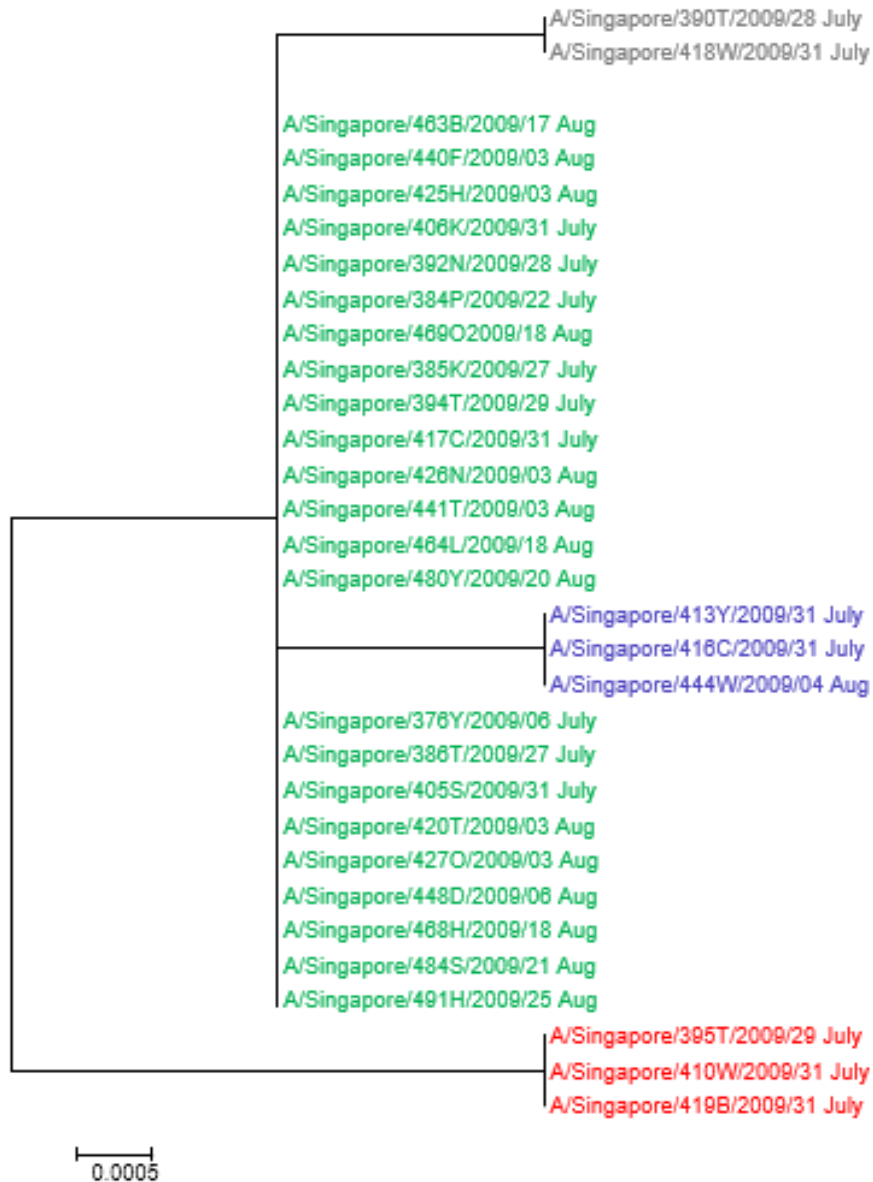 A/Singapore/390T/2009/28 July
A/Singapore/418W/2009/31 July
A/Singapore/463B/2009/17 Aug
A/Singapore/440F/2009/03 Aug
A/Singapore/425H/2009/03 Aug
A/Singapore/406K/2009/31 July
A/Singapore/392N/2009/28 July
A/Singapore/384P/2009/22 July
A/Singapore/469O2009/18 Aug
A/Singapore/385K/2009/27 July
A/Singapore/394T/2009/29 July
A/Singapore/417C/2009/31 July
A/Singapore/426N/2009/03 Aug
A/Singapore/441T/2009/03 Aug
A/Singapore/464L/2009/18 Aug
A/Singapore/480Y/2009/20 Aug
A/Singapore/413Y/2009/31 July
A/Singapore/416C/2009/31 July
A/Singapore/444W/2009/04 Aug
A/Singapore/376Y/2009/06 July
A/Singapore/386T/2009/27 July
A/Singapore/405S/2009/31 July
A/Singapore/420T/2009/03 Aug
A/Singapore/427O/2009/03 Aug
A/Singapore/448D/2009/06 Aug
A/Singapore/468H/2009/18 Aug
A/Singapore/484S/2009/21 Aug
A/Singapore/491H/2009/25 Aug
A/Singapore/395T/2009/29 July
A/Singapore/410W/2009/31 July
A/Singapore/419B/2009/31 July
0.0005